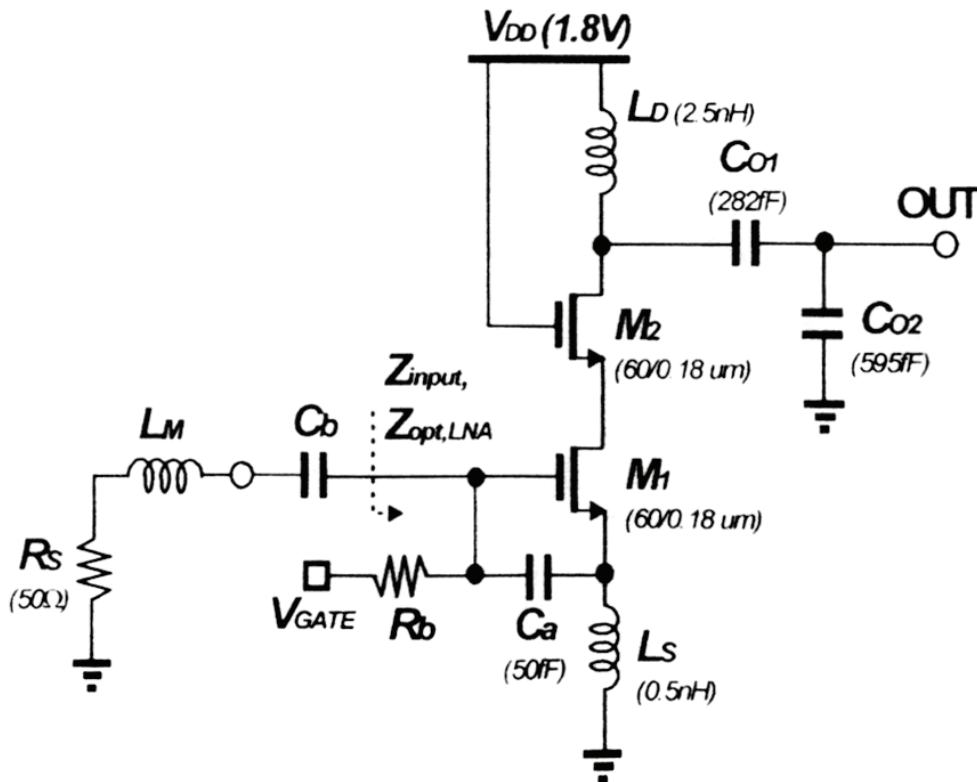 VDD (1.8V)
LD (2.5nH)
CO1
(282fF)
OUT
M2
(60/0.18 um)
CO2
(595fF)
Zinput,
Zopt,LNA
LM
Cb
M1
(60/0.18 um)
RS
(50Ω)
VGATE
Rb
Ca
(50fF)
LS
(0.5nH)